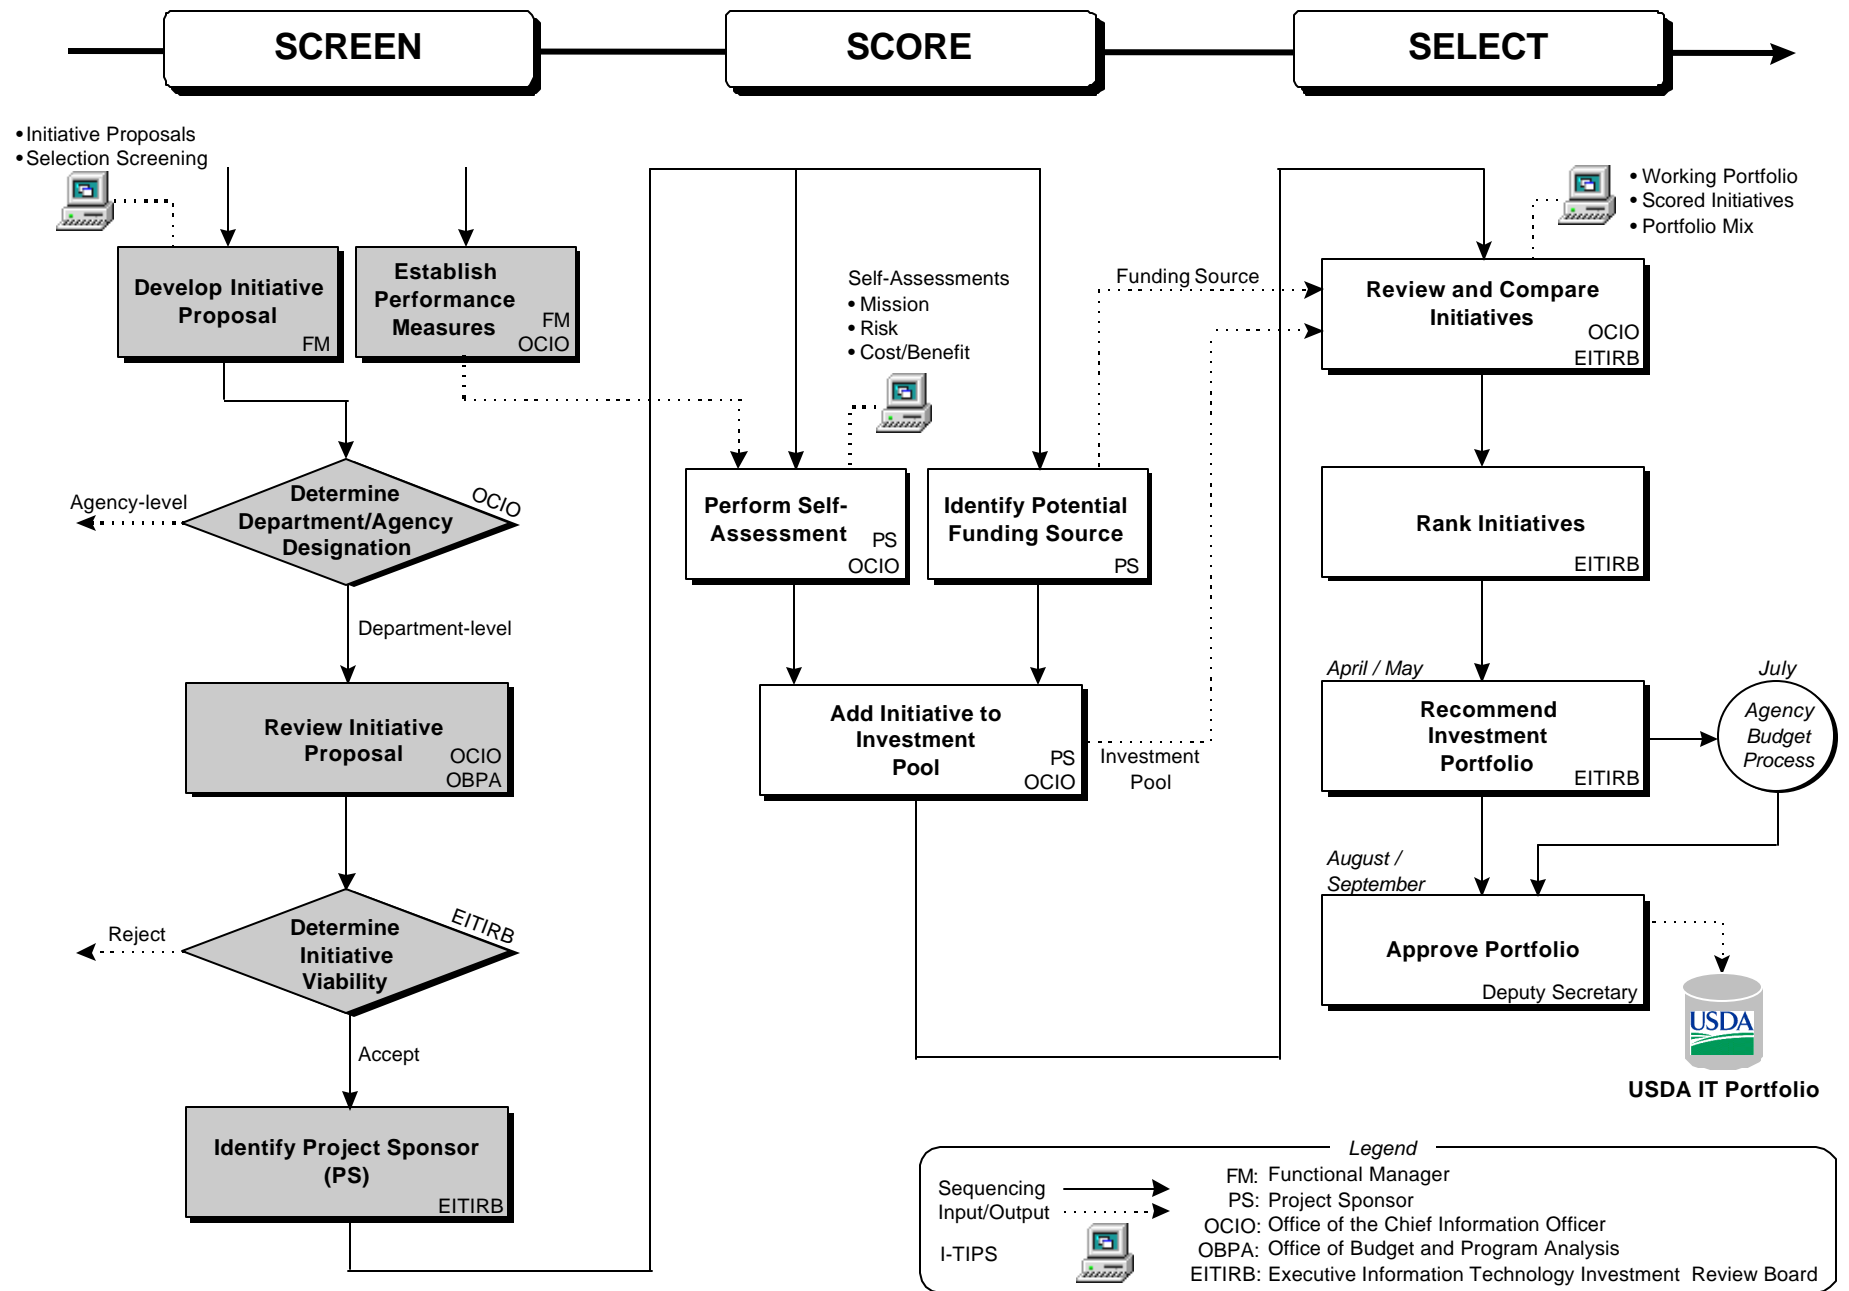 SCREEN
SCORE
SELECT
• Initiative Proposals
• Selection Screening
Develop Initiative
Proposal
FM
Establish
Performance
Measures
FM
OCIO
Agency-level
Determine
Department/Agency
Designation
OCIO
Department-level
Review Initiative
Proposal
OCIO
OBPA
Reject
Determine
Initiative
Viability
EITIRB
Accept
Identify Project Sponsor
(PS)
EITIRB
Self-Assessments
• Mission
• Risk
• Cost/Benefit
Perform Self-
Assessment
PS
OCIO
Identify Potential
Funding Source
PS
Add Initiative to
Investment
Pool
PS
OCIO
Funding Source
Investment
Pool
• Working Portfolio
• Scored Initiatives
• Portfolio Mix
Review and Compare
Initiatives
OCIO
EITIRB
Rank Initiatives
EITIRB
April / May
Recommend
Investment
Portfolio
EITIRB
July
Agency
Budget
Process
August /
September
Approve Portfolio
Deputy Secretary
USDA
USDA IT Portfolio
Legend
Sequencing
Input/Output
I-TIPS
FM: Functional Manager
PS: Project Sponsor
OCIO: Office of the Chief Information Officer
OBPA: Office of Budget and Program Analysis
EITIRB: Executive Information Technology Investment Review Board